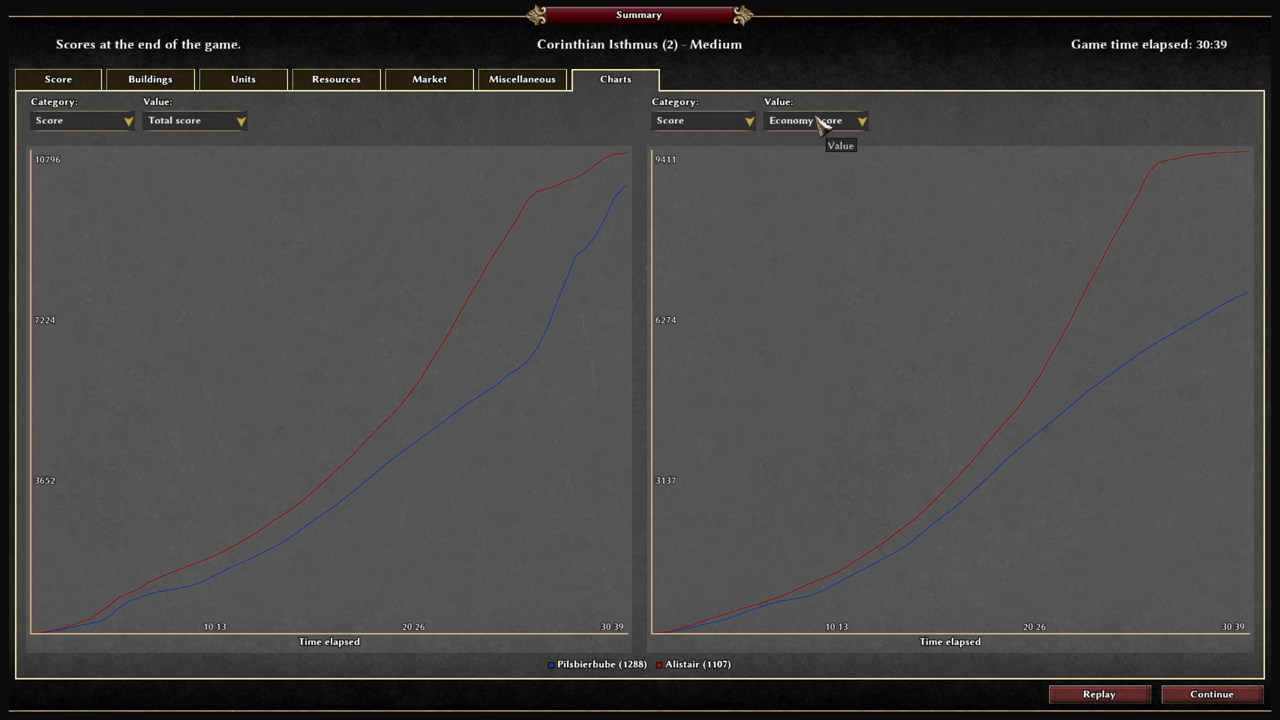 Summary
Scores at the end of the game.
Corinthian Isthmus (2) - Medium
Game time elapsed: 30:39
Score
Buildings
Units
Resources
Market
Miscellaneous
Charts
Category:
Value:
Score
Total score
Category:
Value:
Score
Economy score
Value
10796
7224
3652
10:13
20:26
30:39
Time elapsed
9411
6274
3137
10:13
20:26
30:39
Time elapsed
Pilsbierbube (1288)
Alistair (1107)
Replay
Continue